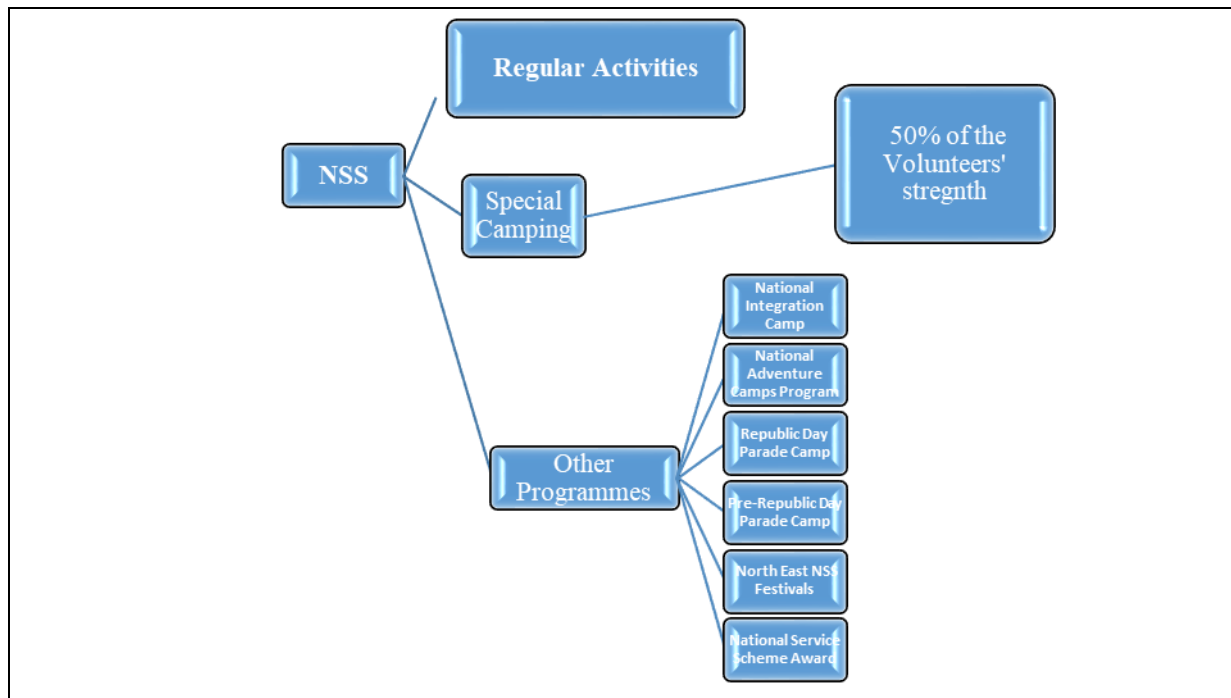 Regular Activities
NSS
Special
Camping
50% of the
Volunteers'
stregnth
Other
Programmes
National
Integration
Camp
National
Adventure
Camps Program
Republic Day
Parade Camp
Pre-Republic Day
Parade Camp
North East NSS
Festivals
National Service
Scheme Award